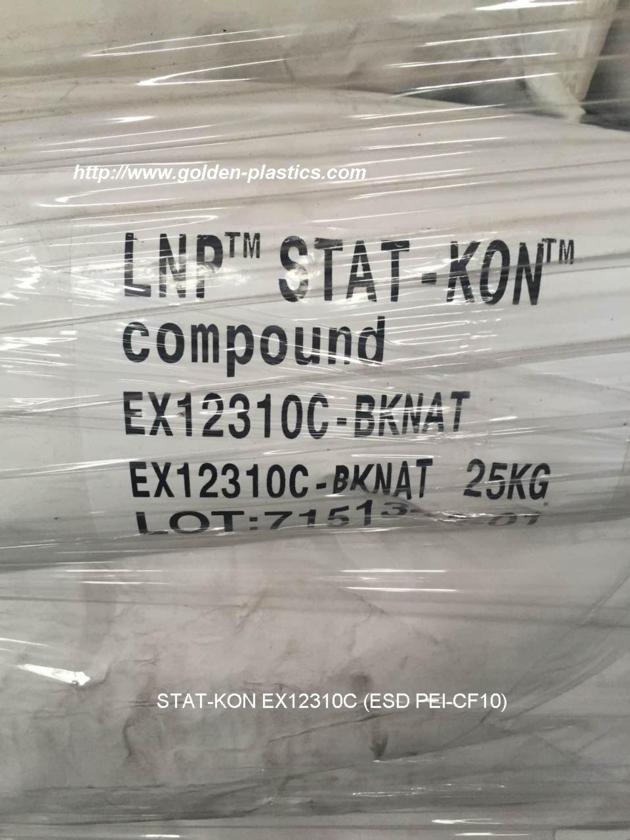 http://www.golden-plastics.com
LNP™ STAT-KON™
compound
EX12310C-BKNAT
EX12310C-BKNAT 25KG
STAT-KON EX12310C (ESD PEI-CF10)